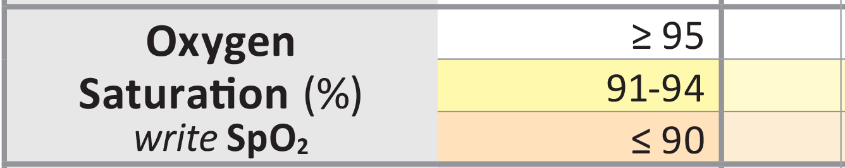 Oxygen
Saturation (%)
write SpO₂
≥ 95
91-94
≤ 90